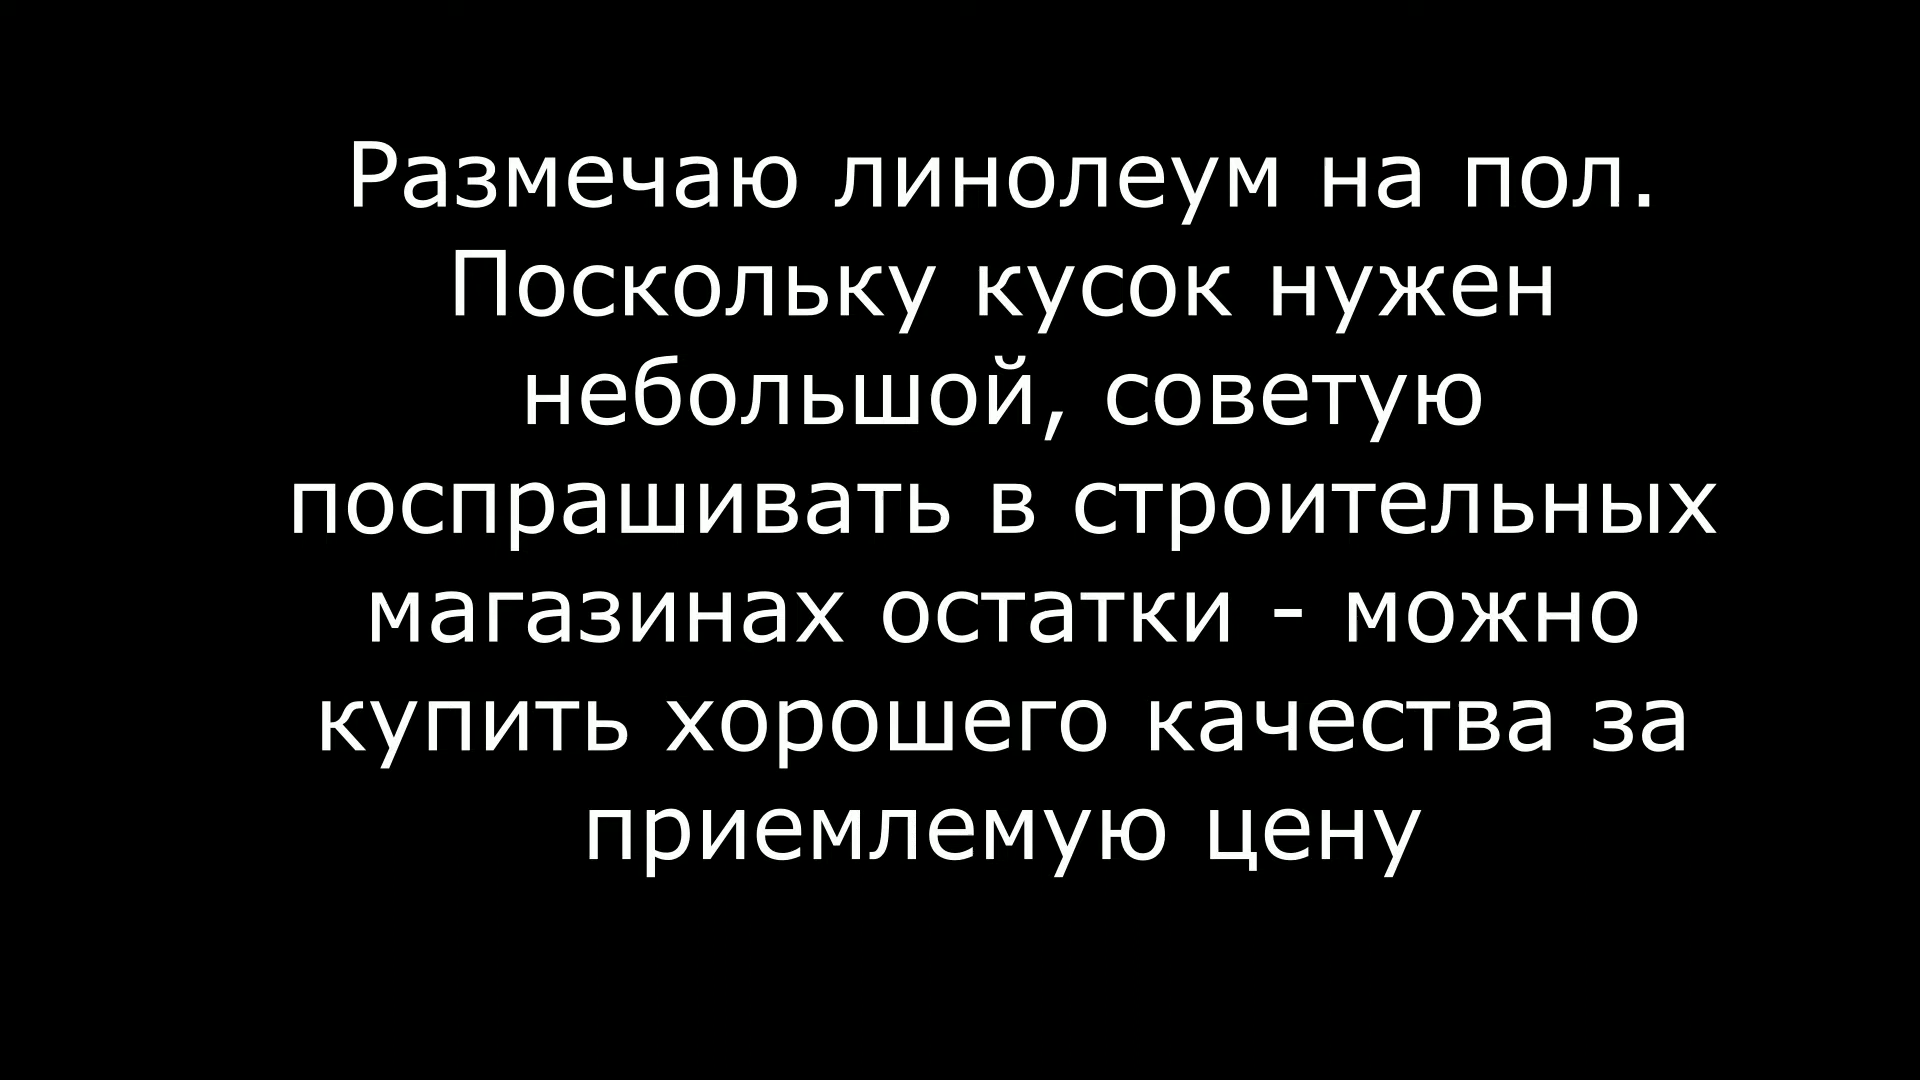 Размечаю линолеум на пол.
Поскольку кусок нужен
небольшой, советую
поспрашивать в строительных
магазинах остатки - можно
купить хорошего качества за
приемлемую цену